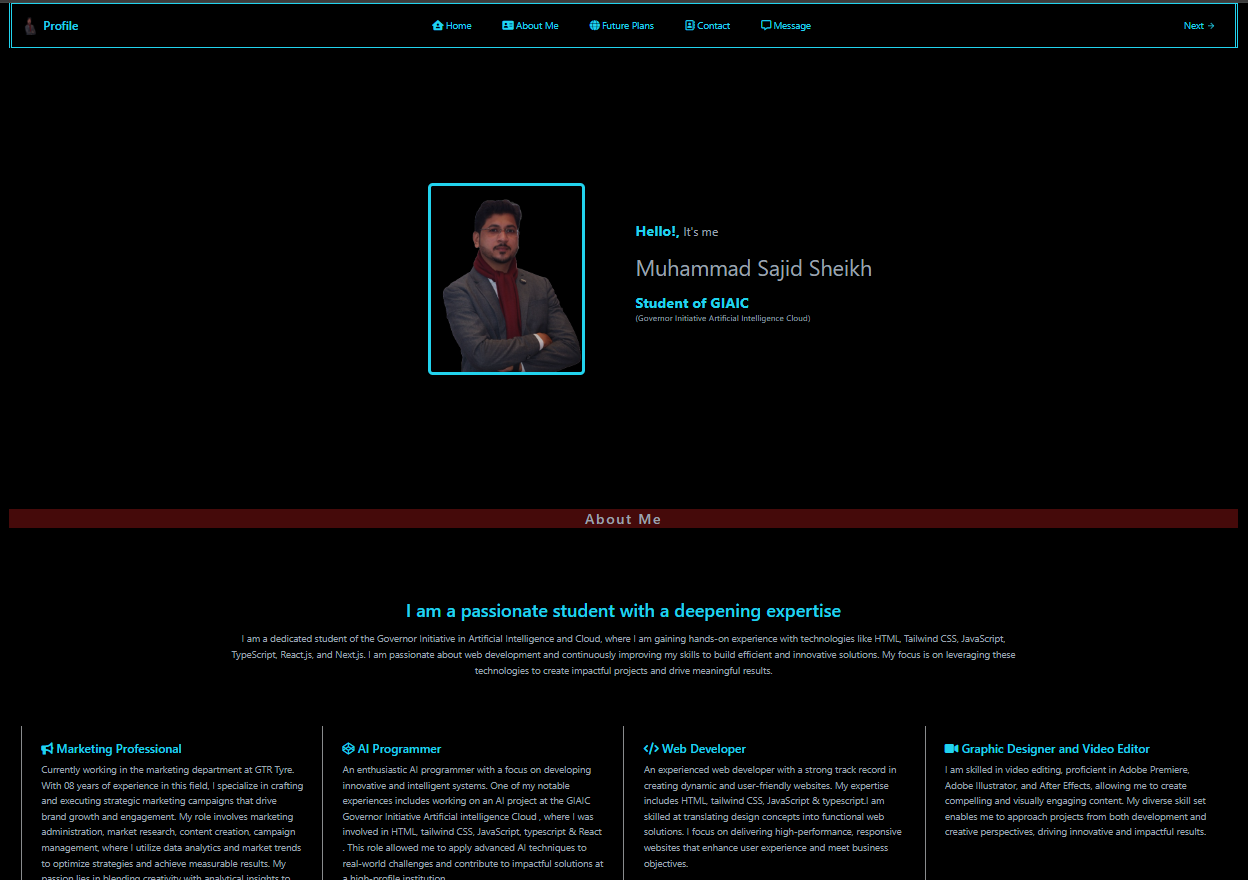 Profile
Home
About Me
Future Plans
Contact
Message
Next →
Hello!, It's me
Muhammad Sajid Sheikh
Student of GIAIC
(Governor Initiative Artificial Intelligence Cloud)
About Me
I am a passionate student with a deepening expertise
I am a dedicated student of the Governor Initiative in Artificial Intelligence and Cloud, where I am gaining hands-on experience with technologies like HTML, Tailwind CSS, JavaScript,
TypeScript, React.js, and Next.js. I am passionate about web development and continuously improving my skills to build efficient and innovative solutions. My focus is on leveraging these
technologies to create impactful projects and drive meaningful results.
Marketing Professional
Currently working in the marketing department at GTR Tyre.
With 08 years of experience in this field, I specialize in crafting
and executing strategic marketing campaigns that drive
brand growth and engagement. My role involves marketing
administration, market research, content creation, campaign
management, where I utilize data analytics and market trends
to optimize strategies and achieve measurable results. My
passion lies in blending creativity with analytical insights to
AI Programmer
An enthusiastic AI programmer with a focus on developing
innovative and intelligent systems. One of my notable
experiences includes working on an AI project at the GIAIC
Governor Initiative Artificial intelligence Cloud , where I was
involved in HTML, tailwind CSS, JavaScript, typescript & React
. This role allowed me to apply advanced AI techniques to
real-world challenges and contribute to impactful solutions at
a high-profile institution.
Web Developer
An experienced web developer with a strong track record in
creating dynamic and user-friendly websites. My expertise
includes HTML, tailwind CSS, JavaScript & typescript.I am
skilled at translating design concepts into functional web
solutions. I focus on delivering high-performance, responsive
websites that enhance user experience and meet business
objectives.
Graphic Designer and Video Editor
I am skilled in video editing, proficient in Adobe Premiere,
Adobe Illustrator, and After Effects, allowing me to create
compelling and visually engaging content. My diverse skill set
enables me to approach projects from both development and
creative perspectives, driving innovative and impactful results.